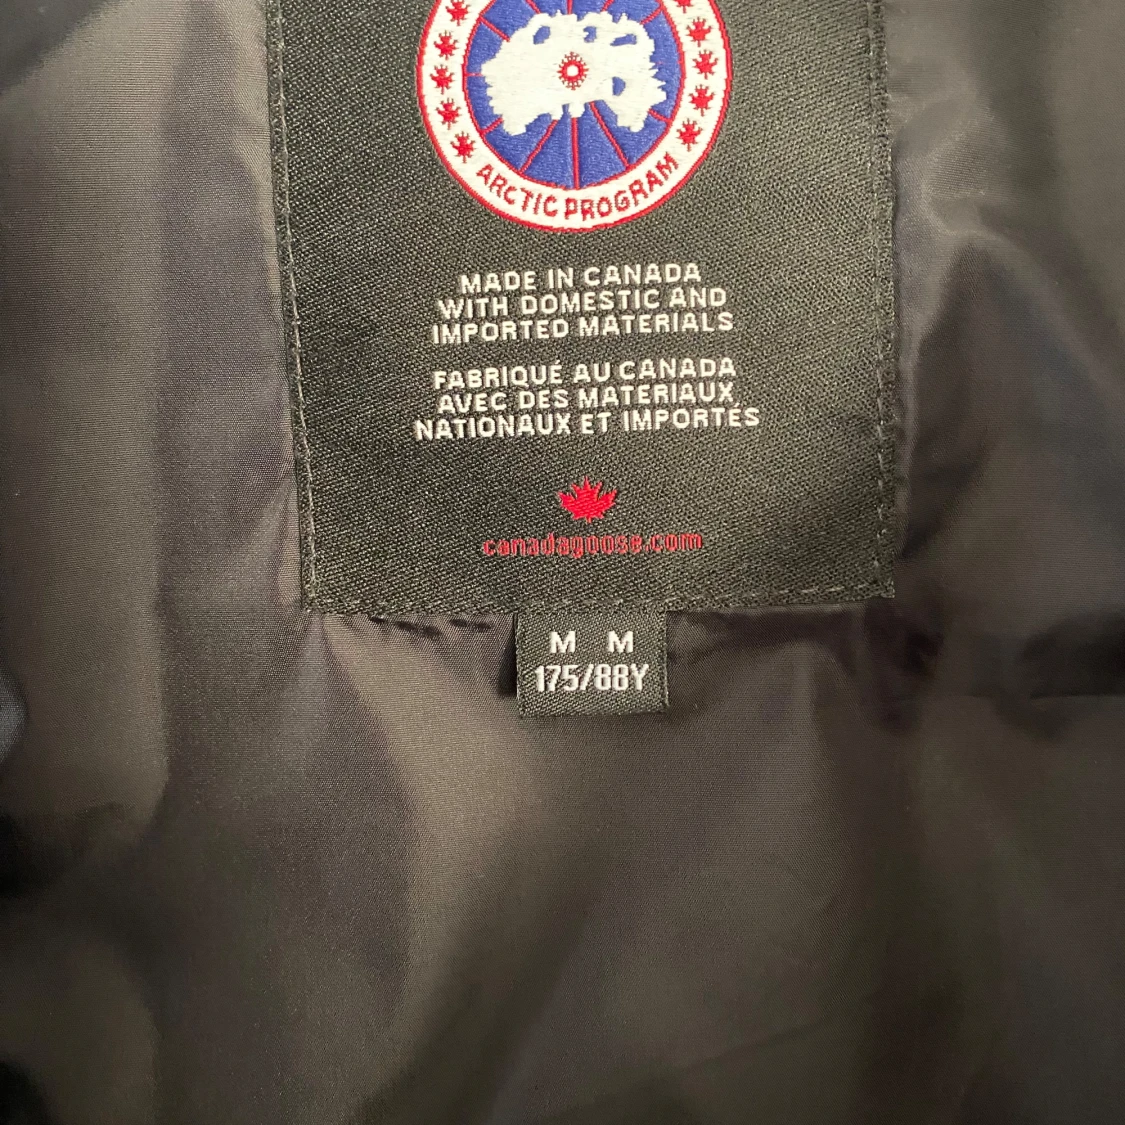 ARCTIC PROGRAM
MADE IN CANADA
WITH DOMESTIC AND
IMPORTED MATERIALS
FABRIQUÉ AU CANADA
AVEC DES MATERIAUX
NATIONAUX ET IMPORTÉS
canadagoose.com
M M
175/88Y